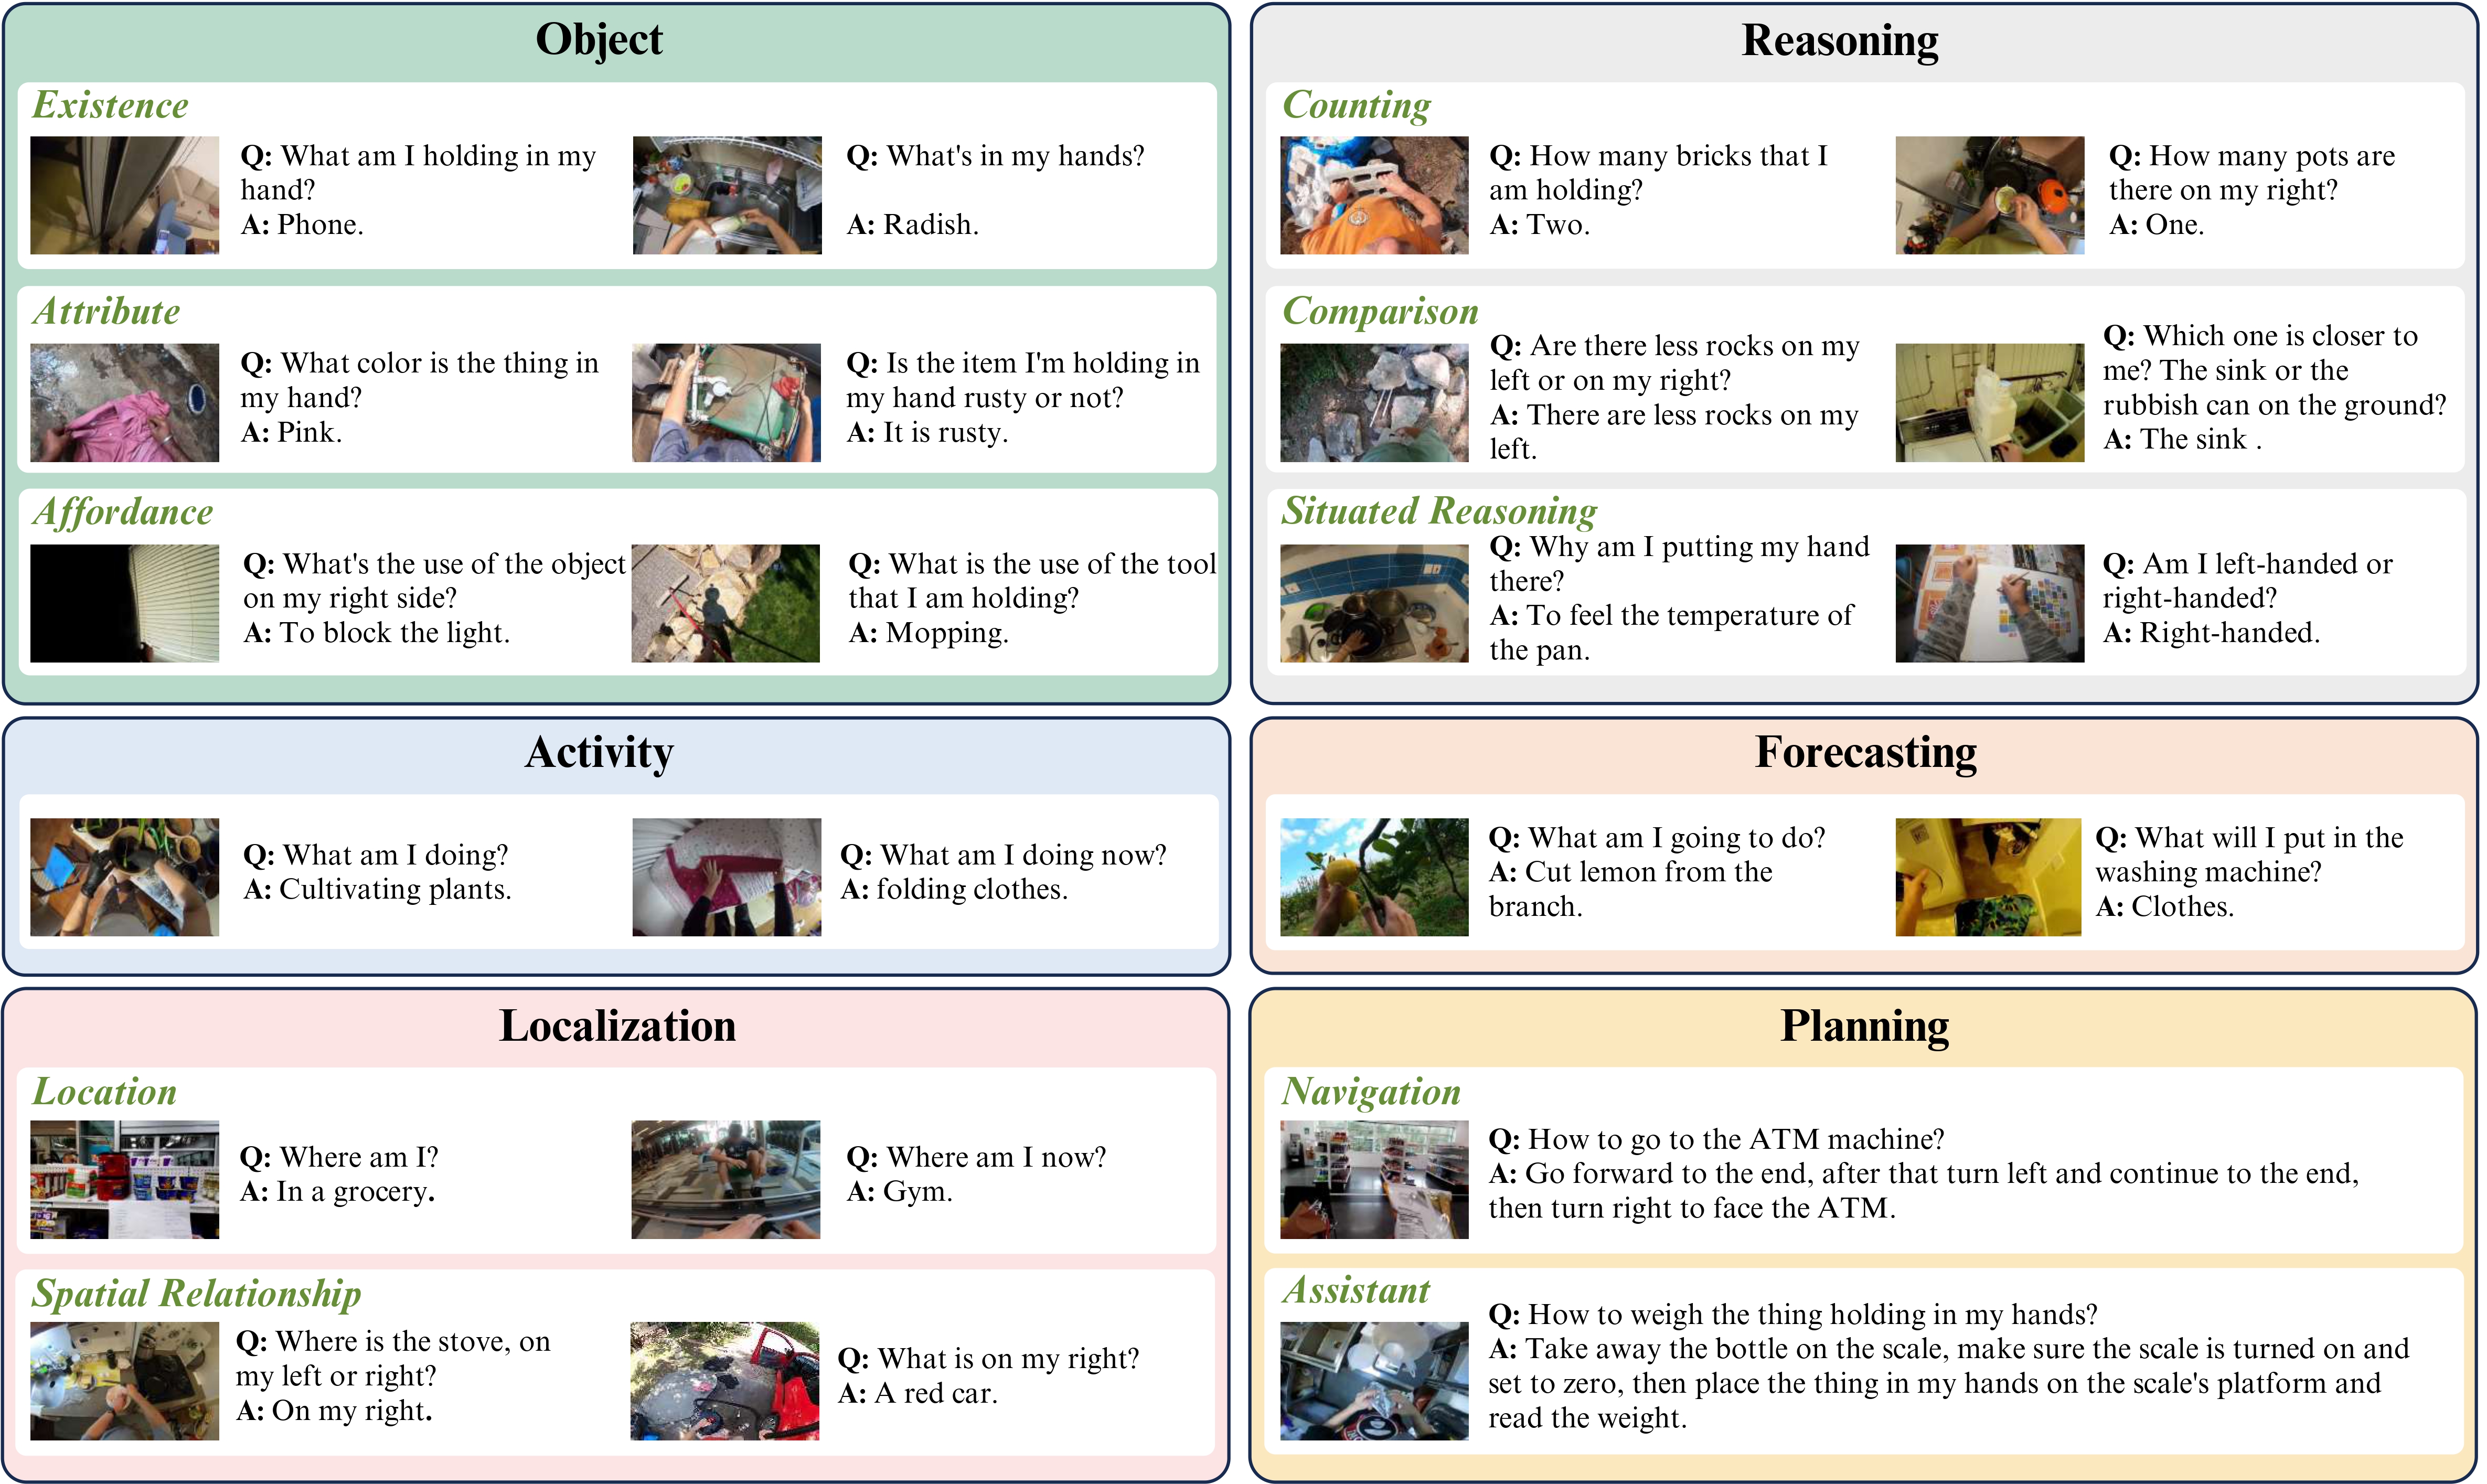 Object
Existence
Q: What am I holding in my
hand?
A: Phone.
Q: What's in my hands?
A: Radish.
Attribute
Q: What color is the thing in
my hand?
A: Pink.
Q: Is the item I'm holding in
my hand rusty or not?
A: It is rusty.
Affordance
Q: What's the use of the object
on my right side?
A: To block the light.
Q: What is the use of the tool
that I am holding?
A: Mopping.
Reasoning
Counting
Q: How many bricks that I
am holding?
A: Two.
Q: How many pots are
there on my right?
A: One.
Comparison
Q: Are there less rocks on my
left or on my right?
A: There are less rocks on my
left.
Q: Which one is closer to
me? The sink or the
rubbish can on the ground?
A: The sink .
Situated Reasoning
Q: Why am I putting my hand
there?
A: To feel the temperature of
the pan.
Q: Am I left-handed or
right-handed?
A: Right-handed.
Activity
Q: What am I doing?
A: Cultivating plants.
Q: What am I doing now?
A: folding clothes.
Forecasting
Q: What am I going to do?
A: Cut lemon from the
branch.
Q: What will I put in the
washing machine?
A: Clothes.
Localization
Location
Q: Where am I?
A: In a grocery.
Q: Where am I now?
A: Gym.
Spatial Relationship
Q: Where is the stove, on
my left or right?
A: On my right.
Q: What is on my right?
A: A red car.
Planning
Navigation
Q: How to go to the ATM machine?
A: Go forward to the end, after that turn left and continue to the end,
then turn right to face the ATM.
Assistant
Q: How to weigh the thing holding in my hands?
A: Take away the bottle on the scale, make sure the scale is turned on and
set to zero, then place the thing in my hands on the scale's platform and
read the weight.